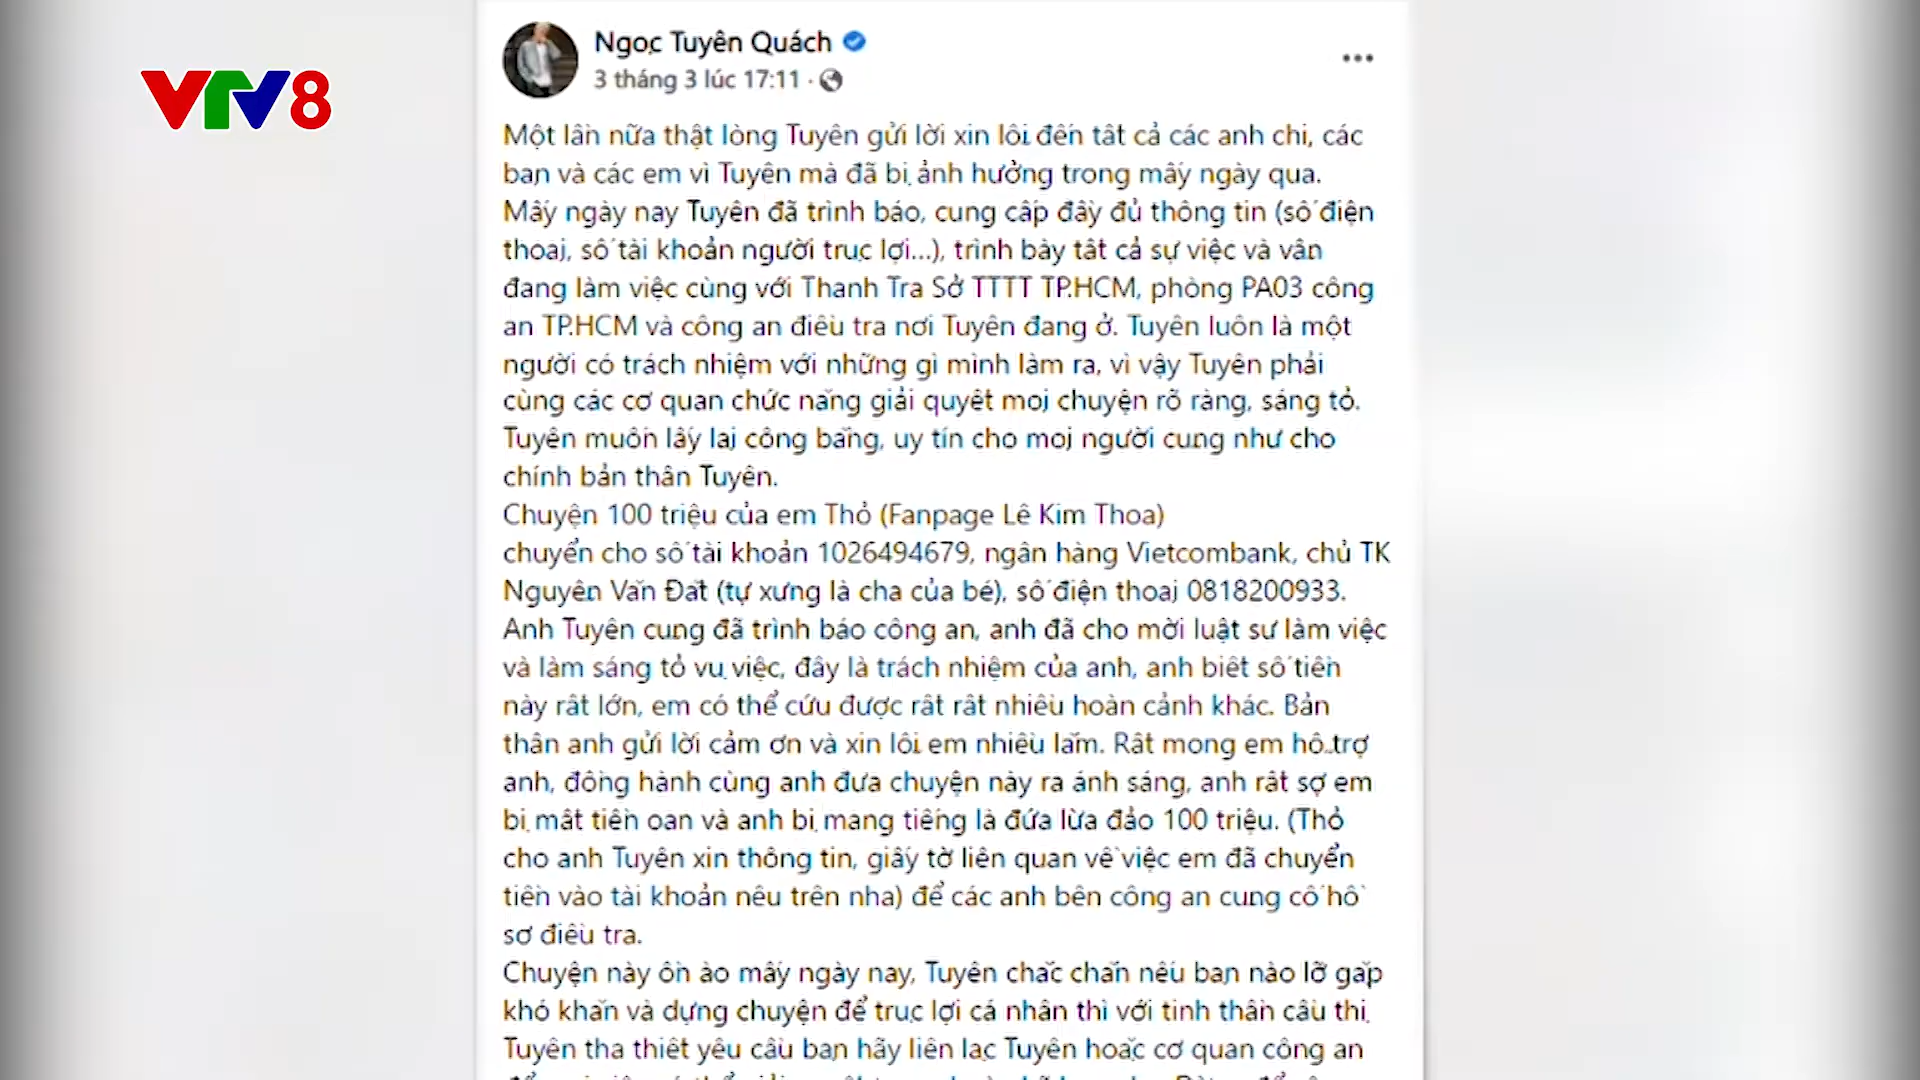 VTV8
Ngọc Tuyên Quách
3 tháng 3 lúc 17:11 ·
Một lần nữa thật lòng Tuyên gửi lời xin lỗi đến tất cả các anh chị, các
bạn và các em vì Tuyên mà đã bị ảnh hưởng trong mấy ngày qua.
Mấy ngày nay Tuyên đã trình báo, cung cấp đầy đủ thông tin (số điện
thoại, số tài khoản người trục lợi...), trình bày tất cả sự việc và vẫn
đang làm việc cùng với Thanh Tra Sở TTTT TP.HCM, phòng PA03 công
an TP.HCM và công an điều tra nơi Tuyên đang ở. Tuyên luôn là một
người có trách nhiệm với những gì mình làm ra, vì vậy Tuyên phải
cùng các cơ quan chức năng giải quyết mọi chuyện rõ ràng, sáng tỏ.
Tuyên muốn lấy lại công bằng, uy tín cho mọi người cũng như cho
chính bản thân Tuyên.
Chuyện 100 triệu của em Thỏ (Fanpage Lê Kim Thoa)
chuyển cho số tài khoản 1026494679, ngân hàng Vietcombank, chủ TK
Nguyễn Văn Đạt (tự xưng là cha của bé), số điện thoại 0818200933.
Anh Tuyên cũng đã trình báo công an, anh đã cho mời luật sư làm việc
và làm sáng tỏ vụ việc, đây là trách nhiệm của anh, anh biết số tiền
này rất lớn, em có thể cứu được rất rất nhiều hoàn cảnh khác. Bản
thân anh gửi lời cảm ơn và xin lỗi em nhiều lắm. Rất mong em hỗ trợ
anh, đồng hành cùng anh đưa chuyện này ra ánh sáng, anh rất sợ em
bị mất tiền oan và anh bị mang tiếng là đứa lừa đảo 100 triệu. (Thỏ
cho anh Tuyên xin thông tin, giấy tờ liên quan về việc em đã chuyển
tiền vào tài khoản nêu trên nha) để các anh bên công an củng cố hồ
sơ điều tra.
Chuyện này ồn ào mấy ngày nay, Tuyên chắc chắn nếu bạn nào lỡ gặp
khó khăn và dựng chuyện để trục lợi cá nhân thì với tinh thần cầu thị
Tuyên tha thiết yêu cầu bạn hãy liên lạc Tuyên hoặc cơ quan công an